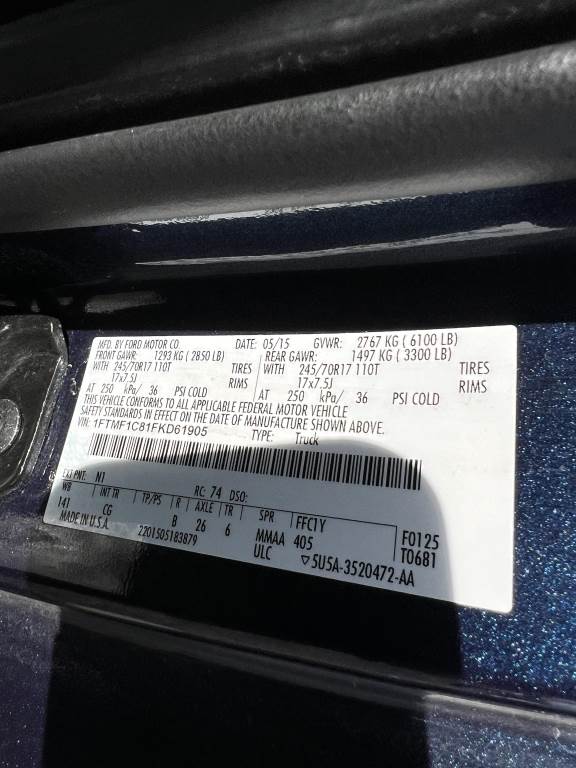 MFD. BY FORD MOTOR CO. 05/15 GVWR: 2767 KG ( 6100 LB)
FRONT GAWR: 1293 KG ( 2850 LB) REAR GAWR: 1497 KG ( 3300 LB)
WITH 245/70R17 110T TIRES WITH 245/70R17 110T TIRES
17x7.5J RIMS 17x7.5J RIMS
AT 250 kPa/ 36 PSI COLD AT 250 kPa/ 36 PSI COLD
THIS VEHICLE CONFORMS TO ALL APPLICABLE FEDERAL MOTOR VEHICLE
SAFETY STANDARDS IN EFFECT ON THE DATE OF MANUFACTURE SHOWN ABOVE.
VIN: 1FTMF1C81FKD61905 TYPE: Truck
EXT PNT: N1 RC: 74 DSO:
WB INT TR TP/PS R AXLE TR SPR FFC1Y
141 CG B 26 6 MMAA 405 F0125
MADE IN U.S.A. 2201505183879 ULC ▽5U5A-3520472-AA T0681